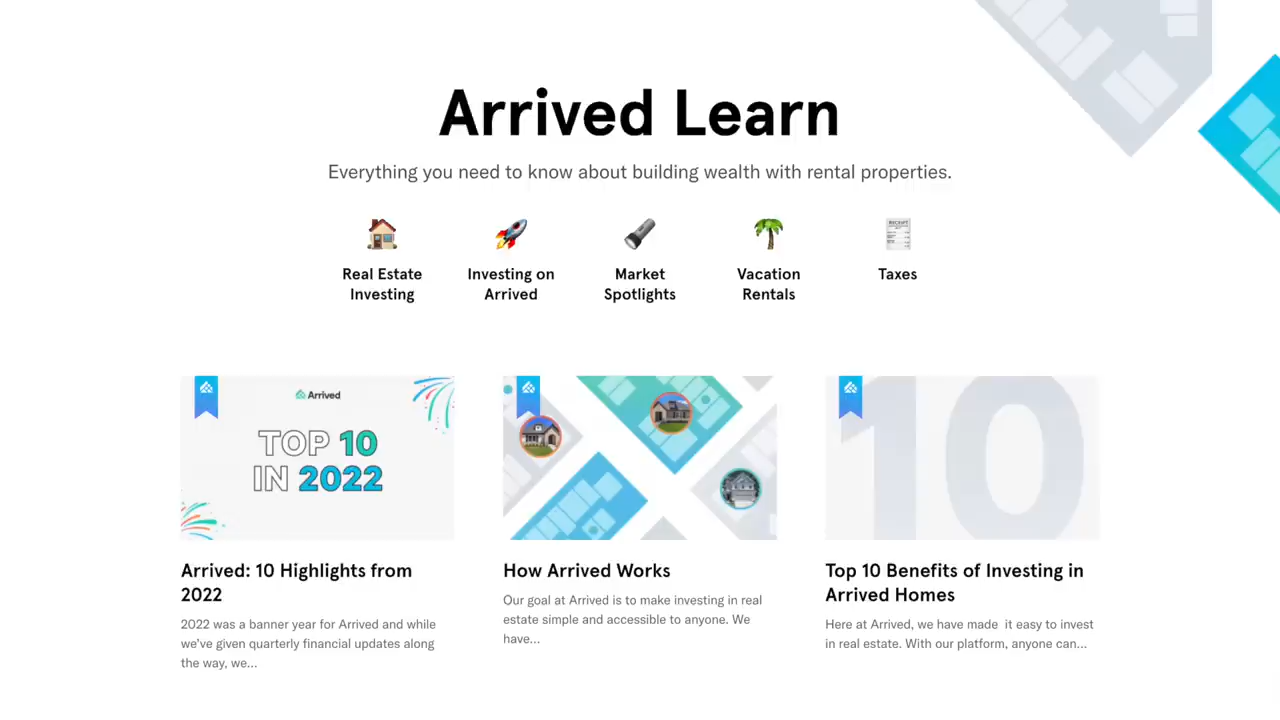 Arrived Learn
Everything you need to know about building wealth with rental properties.
Real Estate
Investing
Investing on
Arrived
Market
Spotlights
Vacation
Rentals
RECEIPT
Taxes
Arrived
TOP 10
IN 2022
10
Arrived: 10 Highlights from
2022
2022 was a banner year for Arrived and while
we've given quarterly financial updates along
the way, we...
How Arrived Works
Our goal at Arrived is to make investing in real
estate simple and accessible to anyone. We
have...
Top 10 Benefits of Investing in
Arrived Homes
Here at Arrived, we have made  it easy to invest
in real estate. With our platform, anyone can...